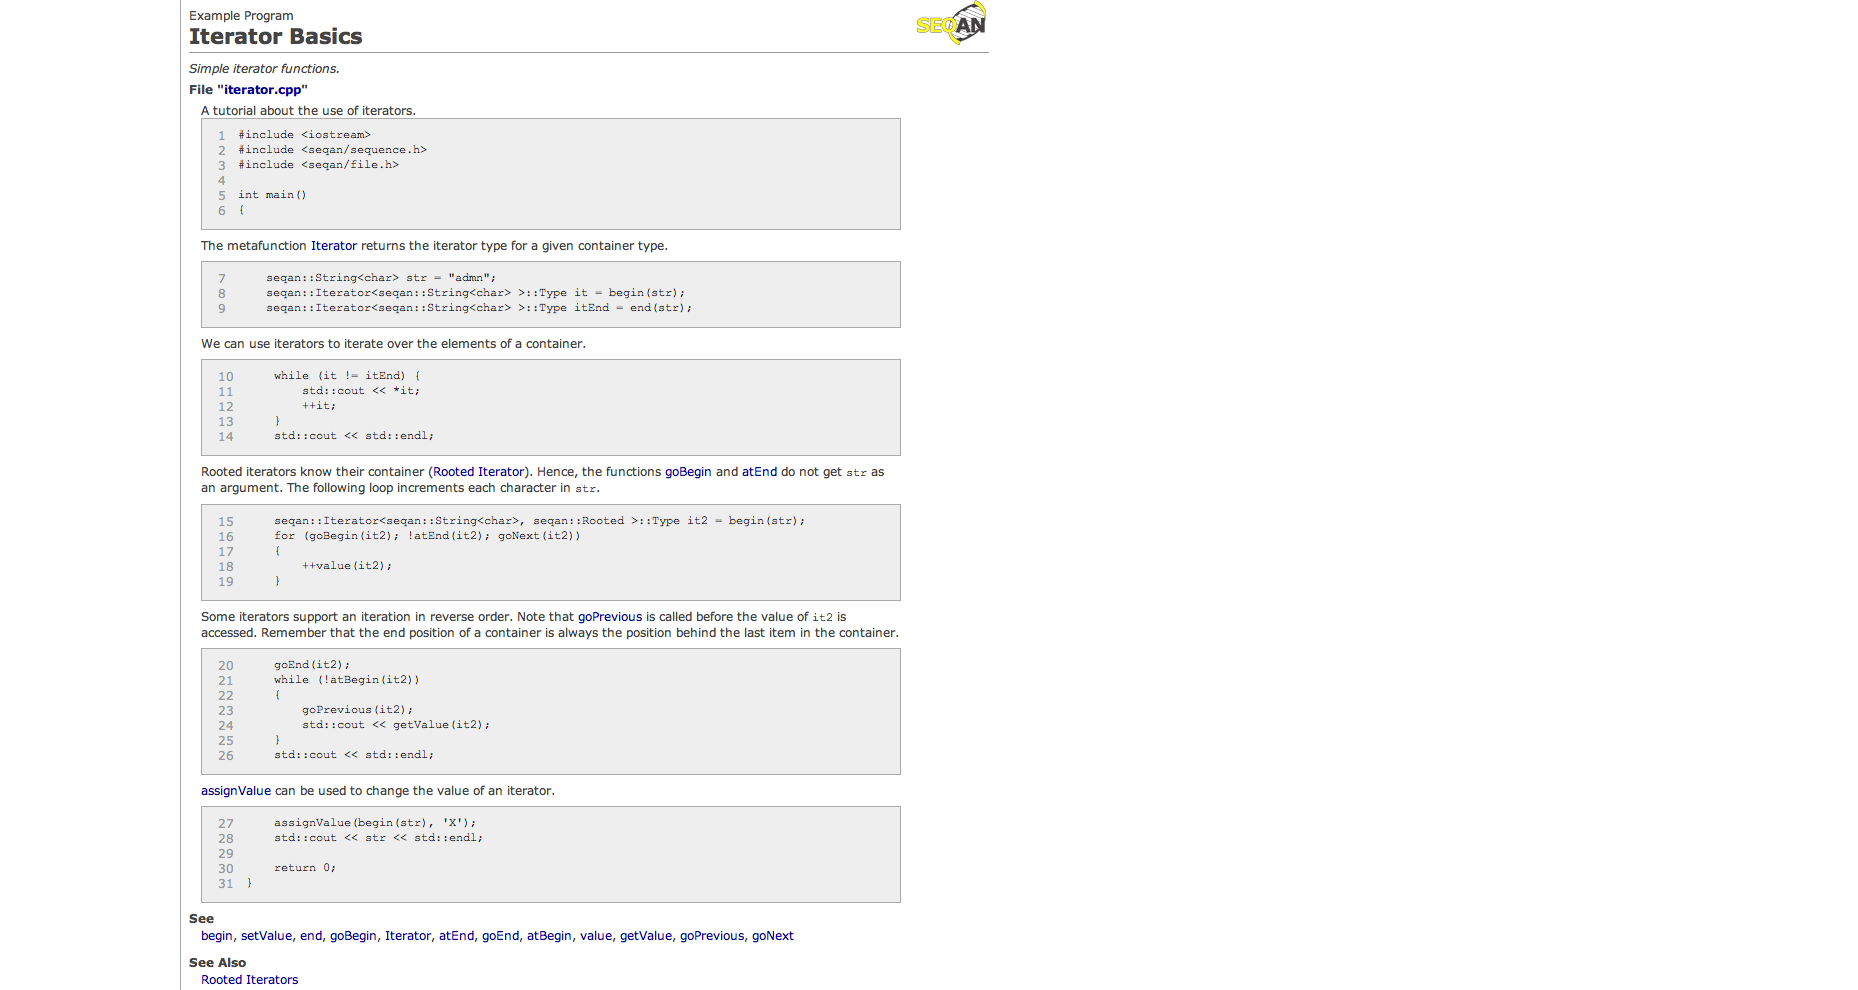 Example Program
SEQAN
Iterator Basics
Simple iterator functions.
File "iterator.cpp"
A tutorial about the use of iterators.
1 #include <iostream>
2 #include <seqan/sequence.h>
3 #include <seqan/file.h>
4
5 int main()
6 {
The metafunction Iterator returns the iterator type for a given container type.
7 seqan::String<char> str = "admn";
8 seqan::Iterator<seqan::String<char> >::Type it = begin(str);
9 seqan::Iterator<seqan::String<char> >::Type itEnd = end(str);
We can use iterators to iterate over the elements of a container.
10 while (it != itEnd) {
11 std::cout << *it;
12 ++it;
13 }
14 std::cout << std::endl;
Rooted iterators know their container (Rooted Iterator). Hence, the functions goBegin and atEnd do not get str as
an argument. The following loop increments each character in str.
15 seqan::Iterator<seqan::String<char>, seqan::Rooted >::Type it2 = begin(str);
16 for (goBegin(it2); !atEnd(it2); goNext(it2))
17 {
18 ++value(it2);
19 }
Some iterators support an iteration in reverse order. Note that goPrevious is called before the value of it2 is
accessed. Remember that the end position of a container is always the position behind the last item in the container.
20 goEnd(it2);
21 while (!atBegin(it2))
22 {
23 goPrevious(it2);
24 std::cout << getValue(it2);
25 }
26 std::cout << std::endl;
assignValue can be used to change the value of an iterator.
27 assignValue(begin(str), 'X');
28 std::cout << str << std::endl;
29
30 return 0;
31 }
See
begin, setValue, end, goBegin, Iterator, atEnd, goEnd, atBegin, value, getValue, goPrevious, goNext
See Also
Rooted Iterators